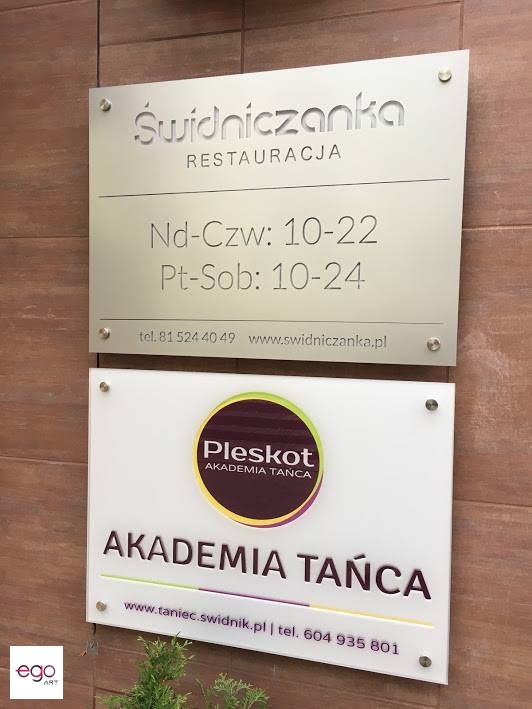 Świdniczanka
RESTAURACJA
Nd-Czw: 10-22
Pt-Sob: 10-24
tel. 81 524 40 49 www.swidniczanka.pl
Pleskot
AKADEMIA TAŃCA
AKADEMIA TAŃCA
www.taniec.swidnik.pl | tel. 604 935 801
ego
ART